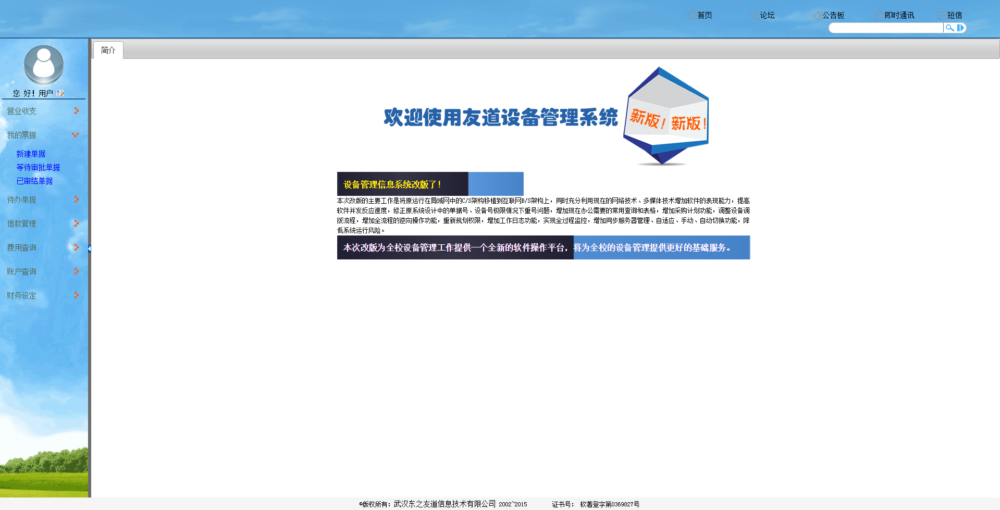 首页 论坛 公告板 即时通讯 短信
简介
您 好！用户
营业收支
我的票据
新建单据
等待审批单据
已审结单据
待办单据
借款管理
费用查询
账户查询
财务设定
欢迎使用友道设备管理系统
新版！新版！
设备管理信息系统改版了！
本次改版的主要工作是将原运行在局域网中的C/S架构移植到互联网B/S架构上，同时充分利用现在的网络技术、多媒体技术增加软件的表现能力，提高
软件并发反应速度，修正原系统设计中的单据号、设备号极限情况下重号问题，增加现在办公需要的常用查询和表格，增加采购计划功能，调整设备调
拨流程，增加全流程的逆向操作功能，重新规划权限，增加工作日志功能，实现全过程监控，增加同步服务器管理、自适应、手动、自动切换功能，降
低系统运行风险。
本次改版为全校设备管理工作提供一个全新的软件操作平台，将为全校的设备管理提供更好的基础服务。
©版权所有：武汉东之友道信息技术有限公司 2002~2015 证书号： 软著登字第0369827号